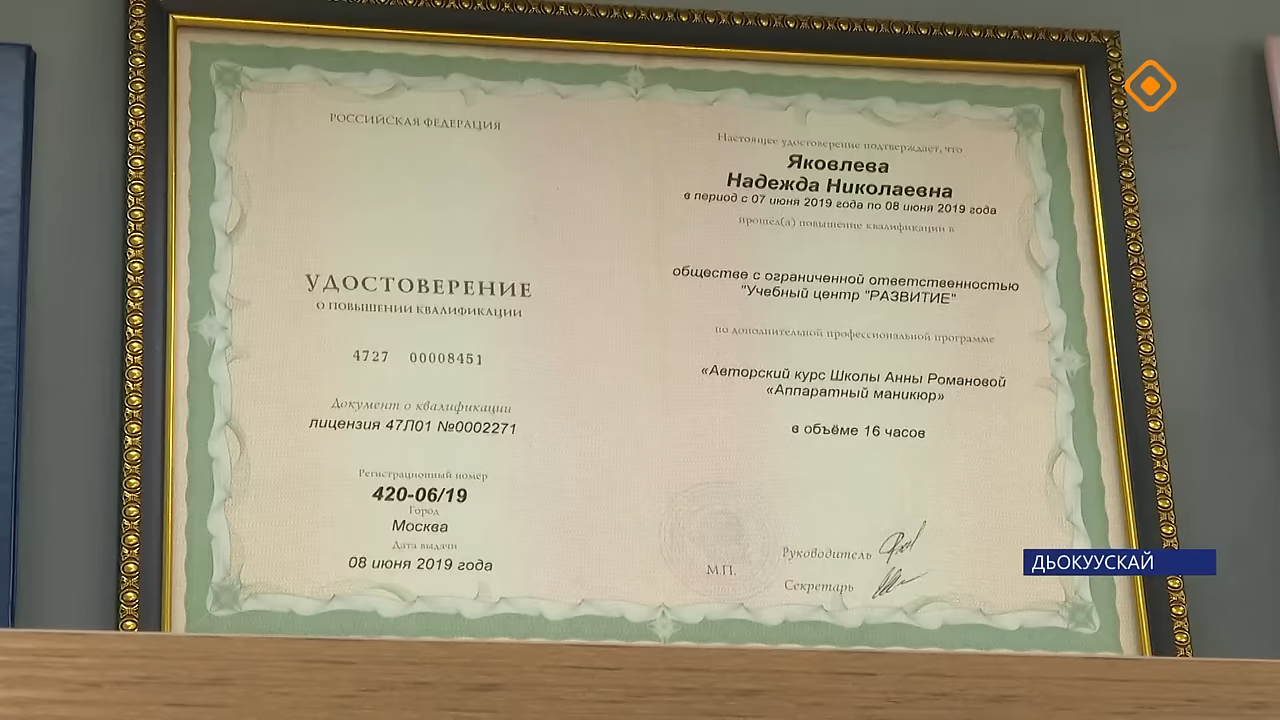 РОССИЙСКАЯ ФЕДЕРАЦИЯ
УДОСТОВЕРЕНИЕ
О ПОВЫШЕНИИ КВАЛИФИКАЦИИ
4727 00008451
Документ о квалификации
лицензия 47Л01 №0002271
Регистрационный номер
420-06/19
Город
Москва
Дата выдачи
08 июня 2019 года
Настоящее удостоверение подтверждает, что
Яковлева
Надежда Николаевна
в период с 07 июня 2019 года по 08 июня 2019 года
прошёл(а) повышение квалификации в
обществе с ограниченной ответственностью
"Учебный центр "РАЗВИТИЕ"
по дополнительной профессиональной программе
«Авторский курс Школы Анны Романовой
«Аппаратный маникюр»
в объёме 16 часов
Руководитель
М.П.
Секретарь
ДЬОКУУСКАЙ